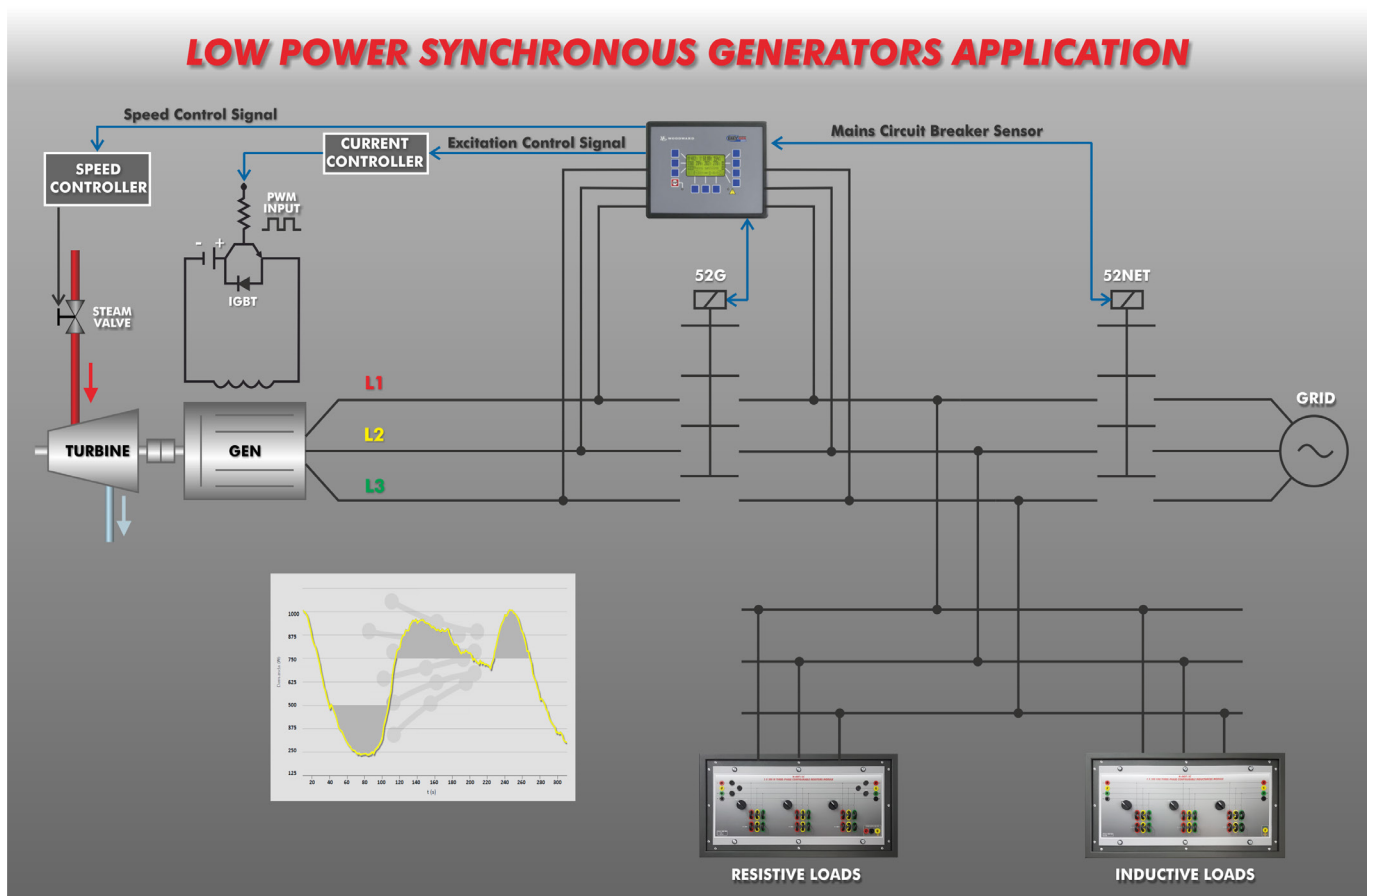 LOW POWER SYNCHRONOUS GENERATORS APPLICATION
Speed Control Signal
CURRENT
CONTROLLER
Excitation Control Signal
WOODWARD
Mains Circuit Breaker Sensor
SPEED
CONTROLLER
PWM
INPUT
- +
IGBT
STEAM
VALVE
52G
52NET
L1
L2
L3
GRID
TURBINE
GEN
1000
875
750
625
500
375
250
125
20 40 60 80 100 120 140 160 180 200 220 240 260 280 300
t (s)
RESISTIVE LOADS
INDUCTIVE LOADS